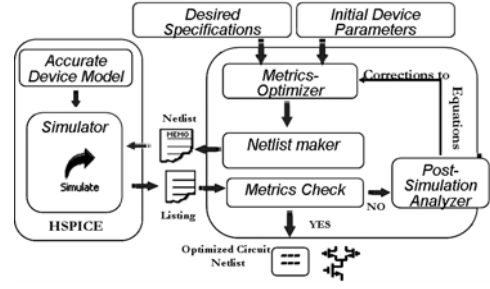 Desired
Specifications
Initial Device
Parameters
Accurate
Device Model
Metrics-
Optimizer
Corrections to
Equations
Simulator
Netlist
MEMO
Netlist maker
Simulate
Post-
Simulation
Analyzer
Metrics Check
NO
HSPICE
Listing
YES
Optimized Circuit
Netlist